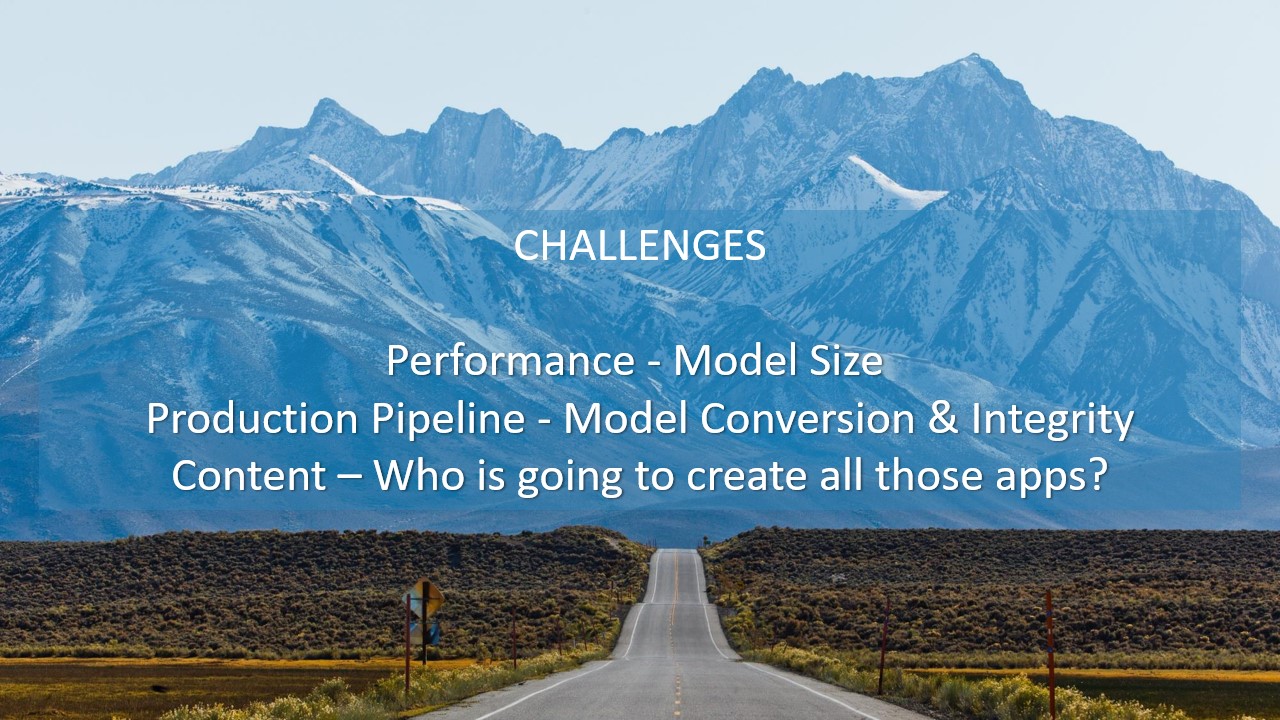 CHALLENGES
Performance - Model Size
Production Pipeline - Model Conversion & Integrity
Content – Who is going to create all those apps?